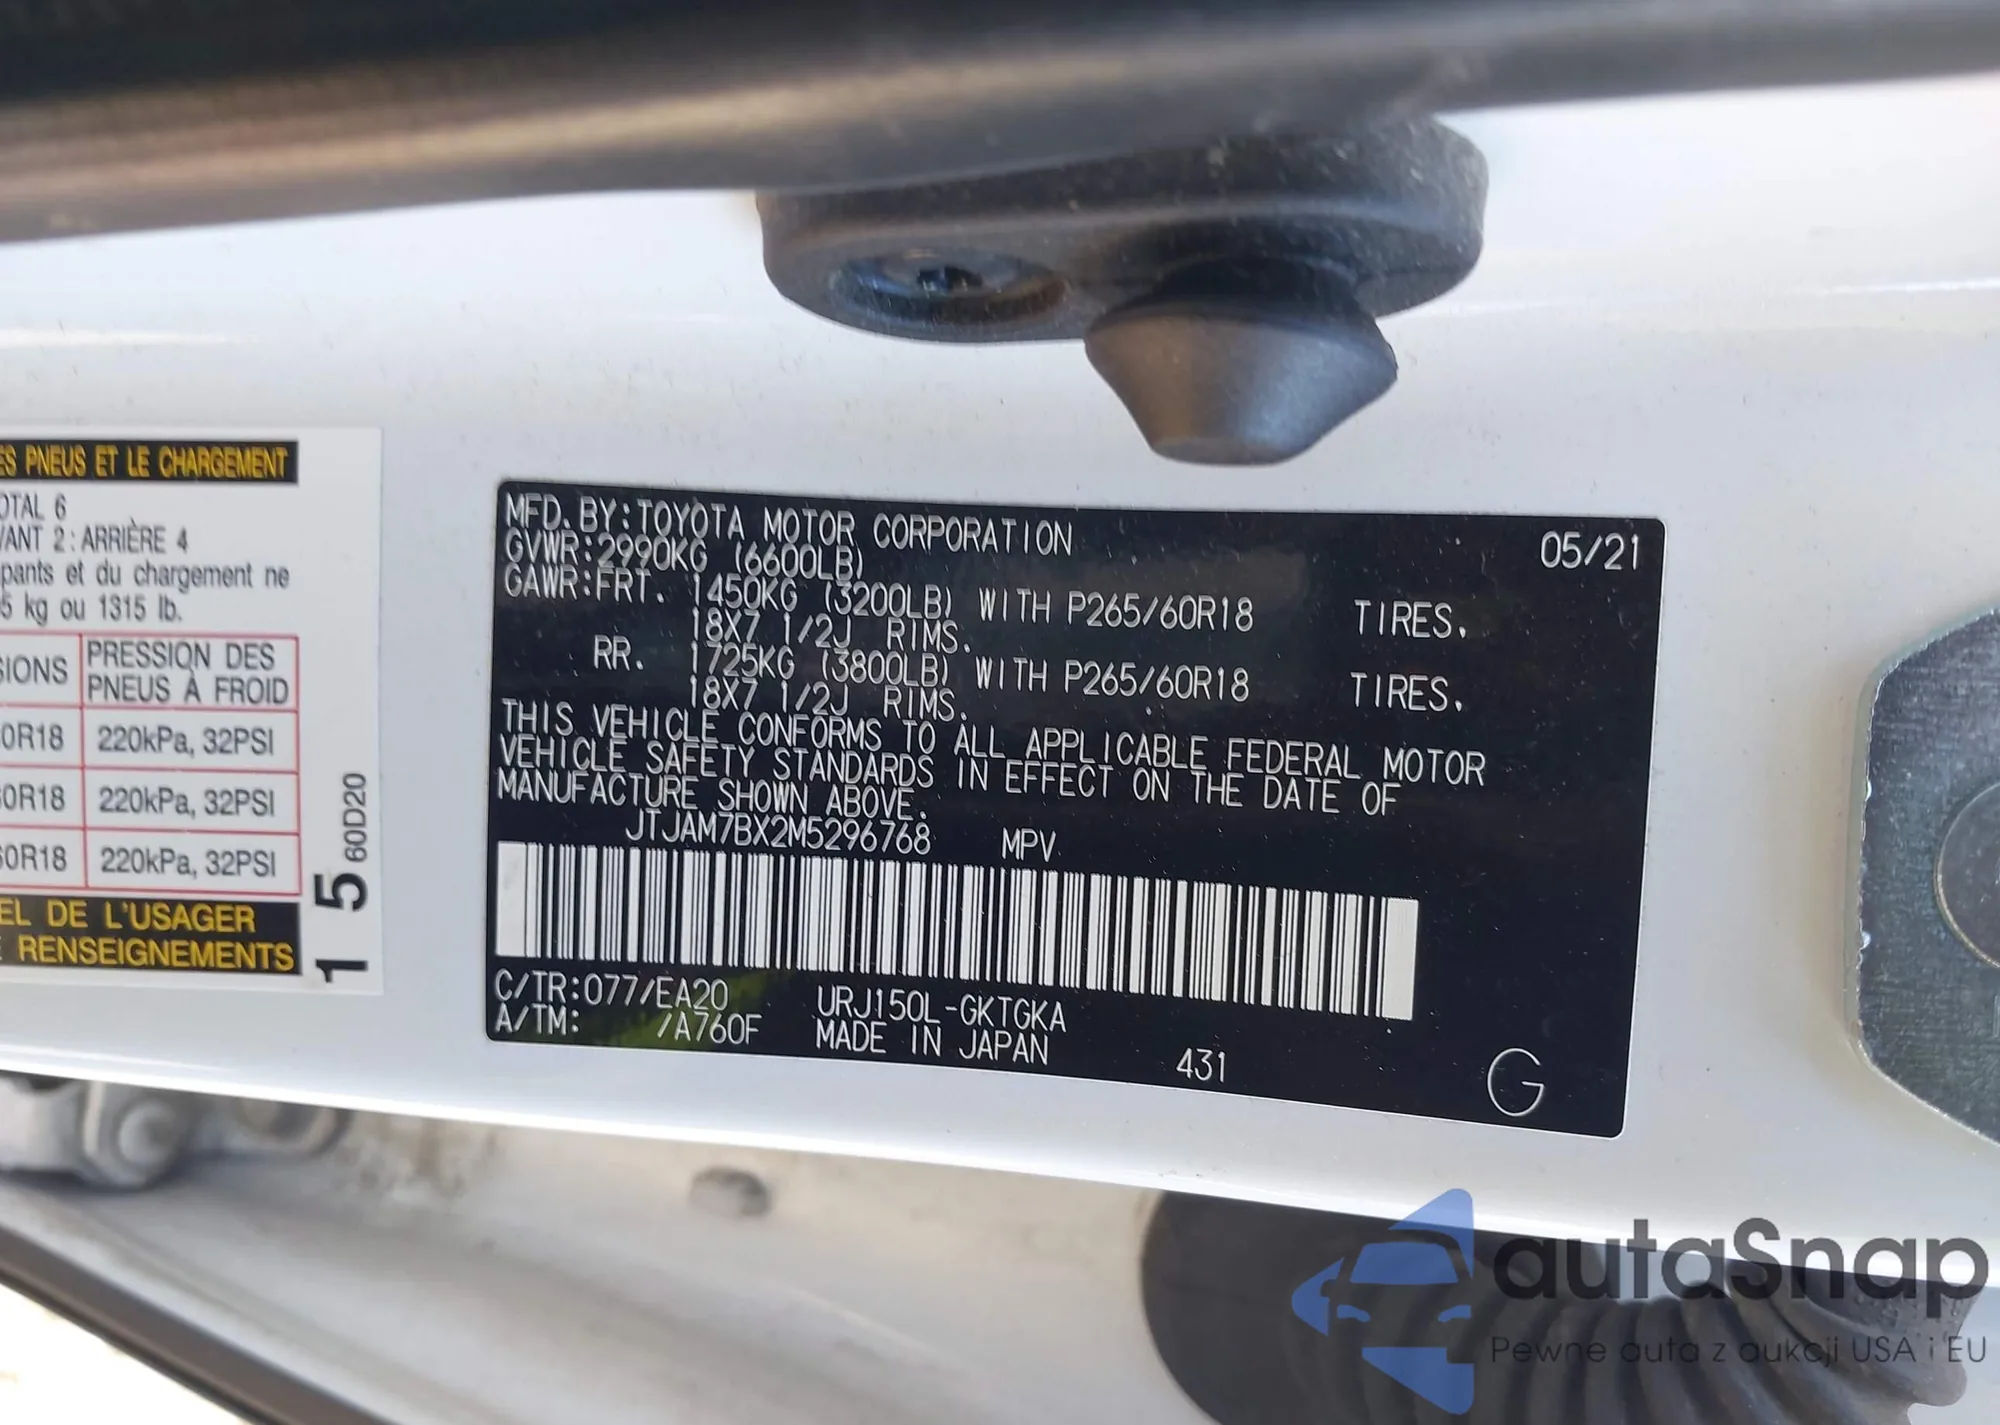 ES PNEUS ET LE CHARGEMENT
OTAL 6
VANT 2 : ARRIÈRE 4
pants et du chargement ne
5 kg ou 1315 lb.
SIONS PRESSION DES PNEUS À FROID
0R18 220kPa, 32PSI
60R18 220kPa, 32PSI
60R18 220kPa, 32PSI
EL DE L'USAGER
E RENSEIGNEMENTS
1 5 60D20
MFD. BY: TOYOTA MOTOR CORPORATION 05/21
GVWR: 2990KG (6600LB)
GAWR: FRT. 1450KG (3200LB) WITH P265/60R18 TIRES.
18X7 1/2J RIMS.
RR. 1725KG (3800LB) WITH P265/60R18 TIRES.
18X7 1/2J RIMS.
THIS VEHICLE CONFORMS TO ALL APPLICABLE FEDERAL MOTOR
VEHICLE SAFETY STANDARDS IN EFFECT ON THE DATE OF
MANUFACTURE SHOWN ABOVE.
JTJAM7BX2M5296768 MPV
C/TR: 077/EA20 URJ150L-GKTGKA
A/TM: /A760F MADE IN JAPAN 431 G
autaSnap
Pewne auta z aukcji USA i EU